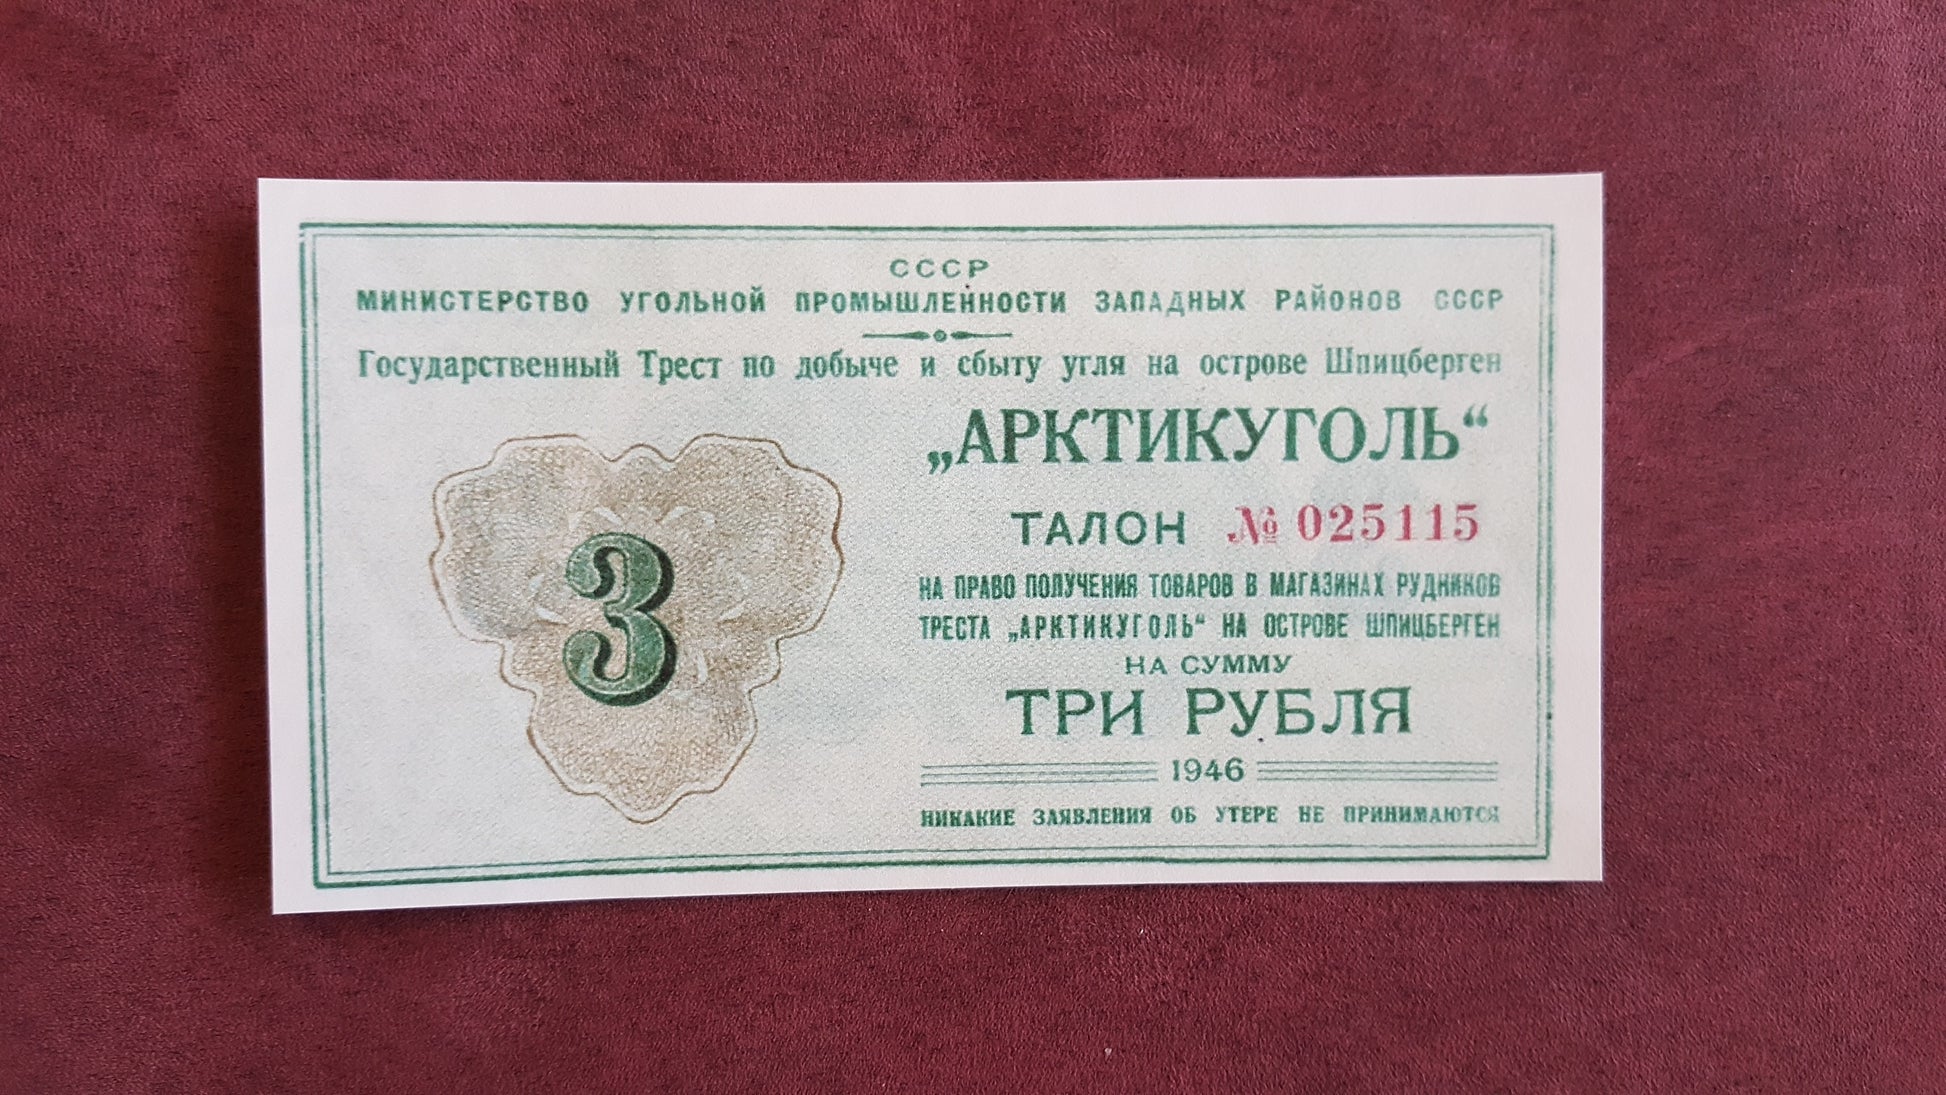 СССР
МИНИСТЕРСТВО УГОЛЬНОЙ ПРОМЫШЛЕННОСТИ ЗАПАДНЫХ РАЙОНОВ СССР
Государственный Трест по добыче и сбыту угля на острове Шпицберген
„АРКТИКУГОЛЬ“
ТАЛОН № 025115
НА ПРАВО ПОЛУЧЕНИЯ ТОВАРОВ В МАГАЗИНАХ РУДНИКОВ
ТРЕСТА „АРКТИКУГОЛЬ“ НА ОСТРОВЕ ШПИЦБЕРГЕН
НА СУММУ
3
ТРИ РУБЛЯ
1946
НИКАКИЕ ЗАЯВЛЕНИЯ ОБ УТЕРЕ НЕ ПРИНИМАЮТСЯ